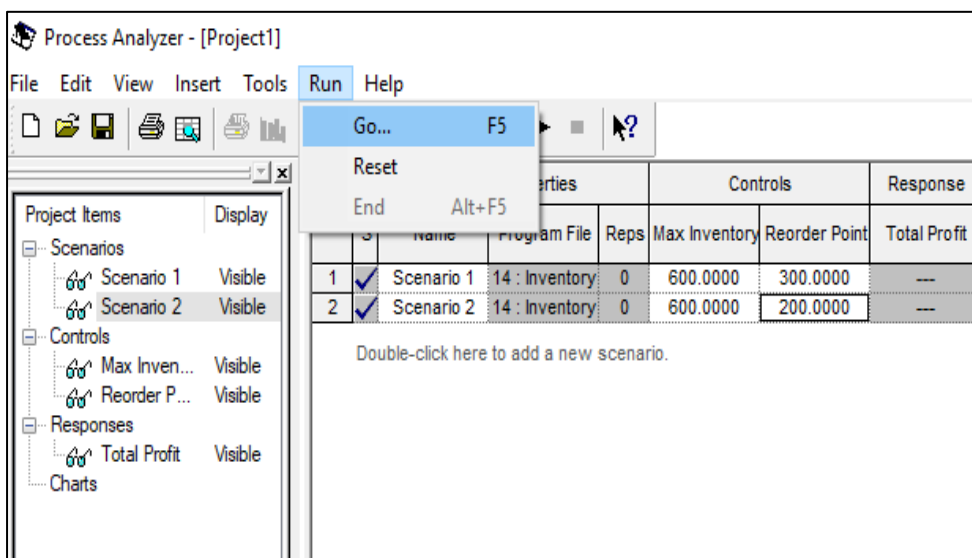 Process Analyzer - [Project1]
File Edit View Insert Tools Run Help
Go... F5
Reset
End Alt+F5
Project Items Display
Scenarios
Scenario 1 Visible
Scenario 2 Visible
Controls
Max Inven... Visible
Reorder P... Visible
Responses
Total Profit Visible
Charts
erties Controls Response
S Name Program File Reps Max Inventory Reorder Point Total Profit
1 Scenario 1 14 : Inventory 0 600.0000 300.0000 ---
2 Scenario 2 14 : Inventory 0 600.0000 200.0000 ---
Double-click here to add a new scenario.